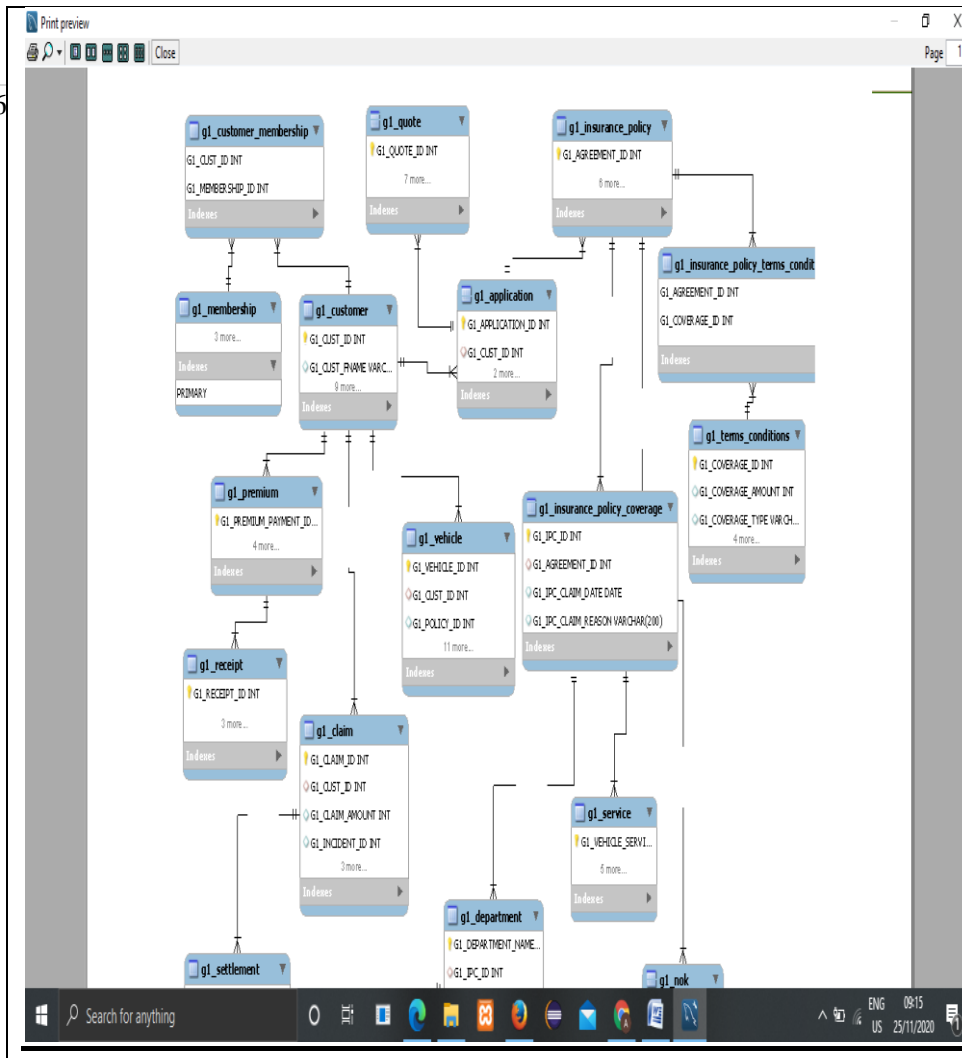 Print preview
Close
Page 1
6
g1_customer_membership
G1_CUST_ID INT
G1_MEMBERSHIP_ID INT
Indexes
g1_quote
G1_QUOTE_ID INT
7 more...
Indexes
g1_insurance_policy
G1_AGREEMENT_ID INT
6 more...
Indexes
g1_insurance_policy_terms_condit
G1_AGREEMENT_ID INT
G1_COVERAGE_ID INT
Indexes
g1_membership
3 more...
Indexes
PRIMARY
g1_customer
G1_CUST_ID INT
G1_CUST_FNAME VARC...
9 more...
Indexes
g1_application
G1_APPLICATION_ID INT
G1_CUST_ID INT
2 more...
Indexes
g1_terms_conditions
G1_COVERAGE_ID INT
G1_COVERAGE_AMOUNT INT
G1_COVERAGE_TYPE VARCH...
4 more...
Indexes
g1_premium
G1_PREMIUM_PAYMENT_ID...
4 more...
Indexes
g1_vehicle
G1_VEHICLE_ID INT
G1_CUST_ID INT
G1_POLICY_ID INT
11 more...
Indexes
g1_insurance_policy_coverage
G1_IPC_ID INT
G1_AGREEMENT_ID INT
G1_IPC_CLAIM_DATE DATE
G1_IPC_CLAIM_REASON VARCHAR(200)
Indexes
g1_receipt
G1_RECEIPT_ID INT
3 more...
Indexes
g1_claim
G1_CLAIM_ID INT
G1_CUST_ID INT
G1_CLAIM_AMOUNT INT
G1_INCIDENT_ID INT
3 more...
Indexes
g1_service
G1_VEHICLE_SERVI...
5 more...
Indexes
g1_department
G1_DEPARTMENT_NAME...
G1_IPC_ID INT
g1_settlement
g1_nok
Search for anything
ENG
US
09:15
25/11/2020
1